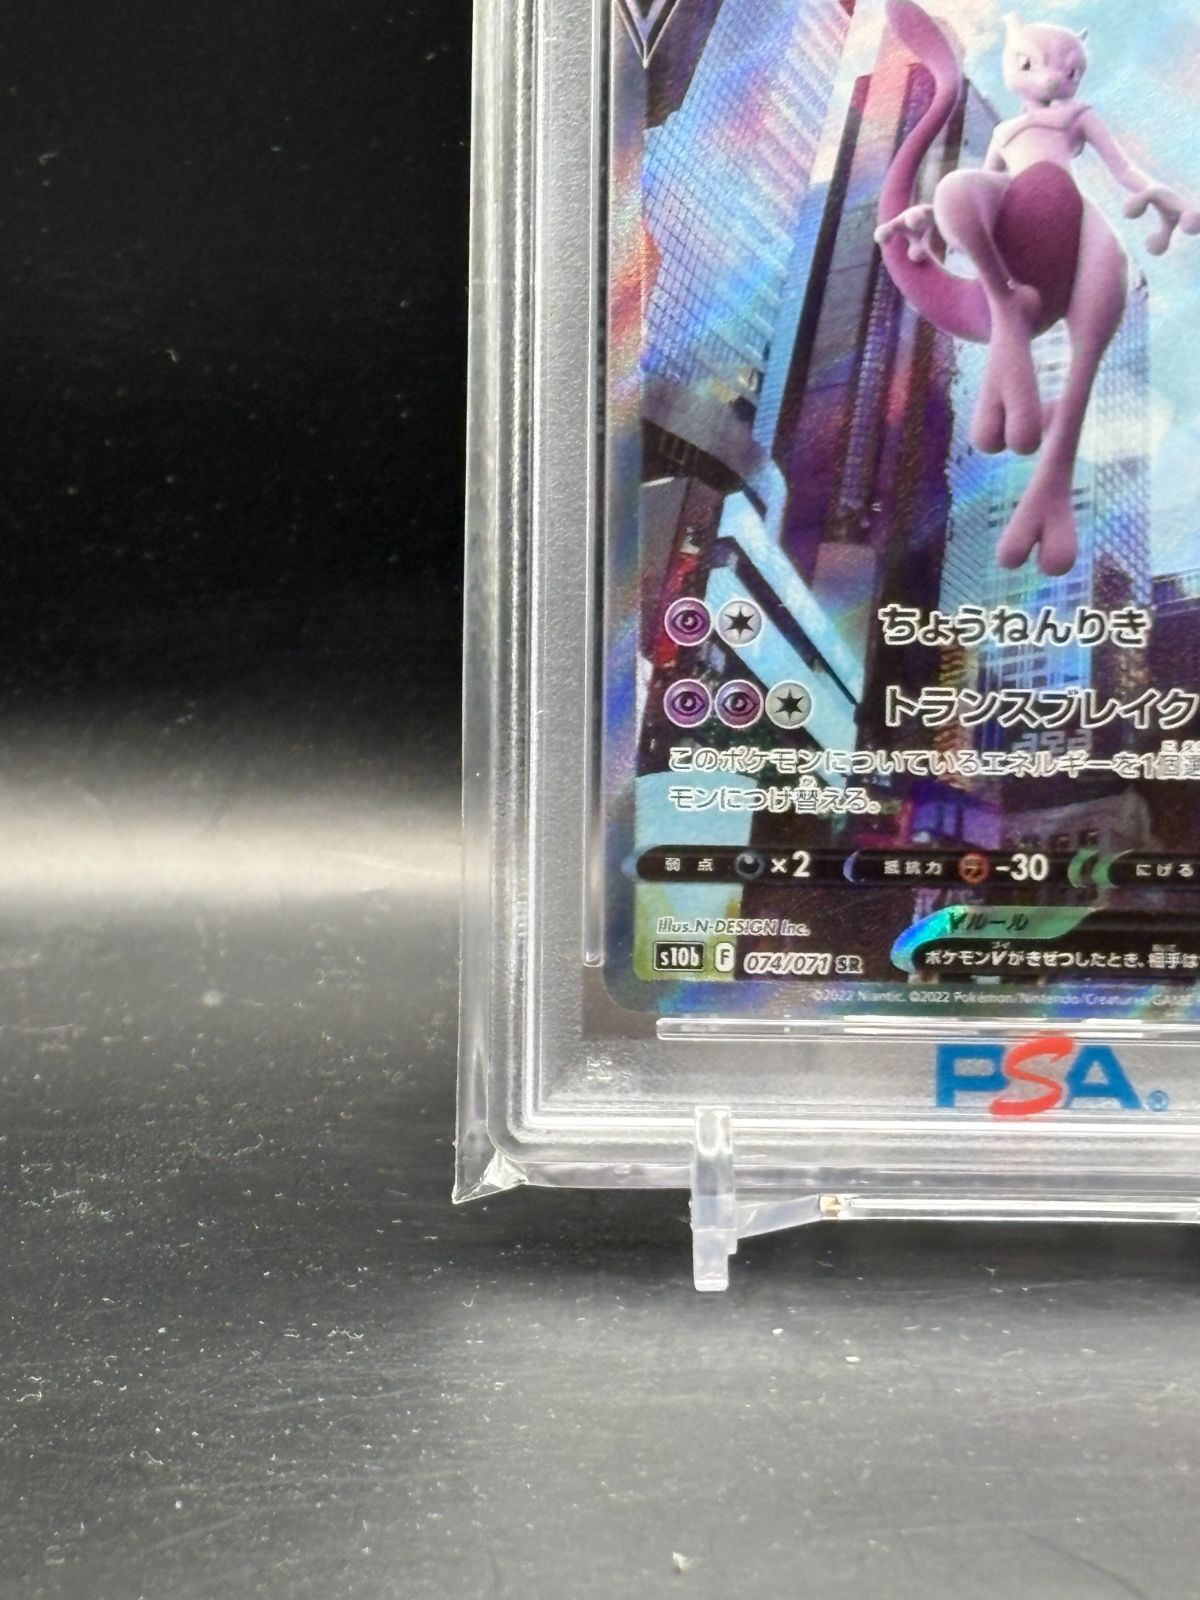 ちょうねんりき
トランスブレイク
このポケモンについているエネルギーを1個
モンにつけ替える。
弱点 ×2 抵抗力 -30 にげる
Illus. N-DESIGN Inc.
Vルール
s10b F 074/071 SR
ポケモンVがきぜつしたとき、相手は
©2022 Niantic. ©2022 Pokémon/Nintendo/Creatures/GAME
PSA®